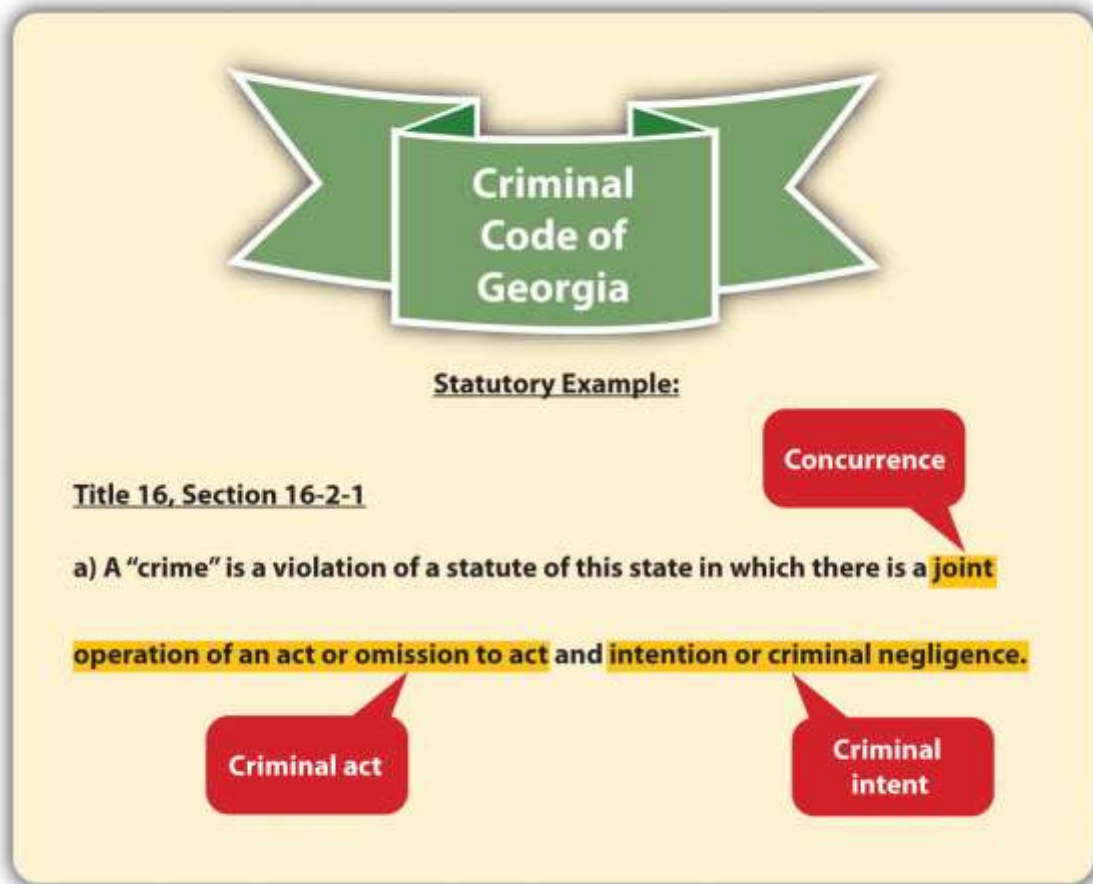 Criminal
Code of
Georgia
Statutory Example:
Concurrence
Title 16, Section 16-2-1
a) A “crime” is a violation of a statute of this state in which there is a joint
operation of an act or omission to act and intention or criminal negligence.
Criminal act
Criminal
intent